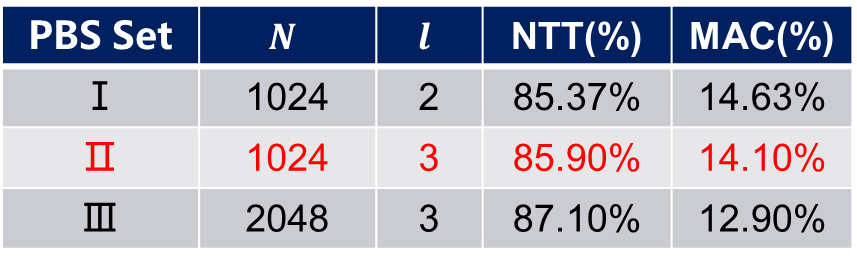 PBS Set N l NTT(%) MAC(%)
Ⅰ 1024 2 85.37% 14.63%
Ⅱ 1024 3 85.90% 14.10%
Ⅲ 2048 3 87.10% 12.90%